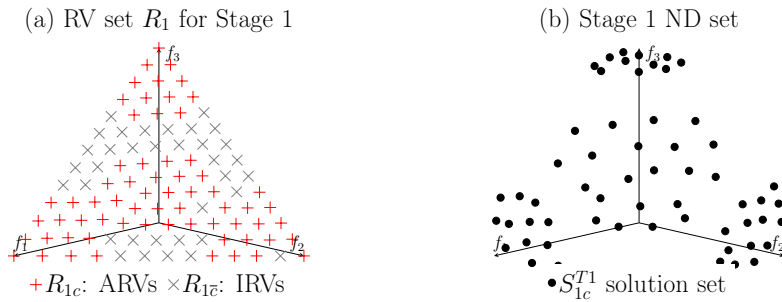 (a) RV set R₁ for Stage 1
f₃
f₁
f₂
+R₁c: ARVs ×R₁c̄: IRVs
(b) Stage 1 ND set
f₃
f
f₂
●S₁cᵀ¹ solution set